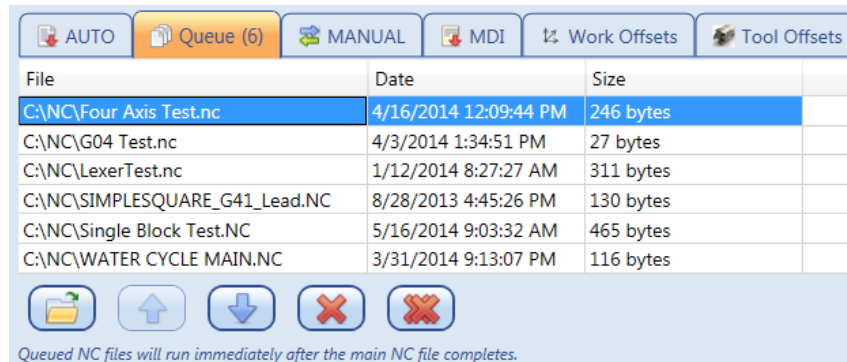 AUTO Queue (6) MANUAL MDI Work Offsets Tool Offsets
File Date Size
C:\NC\Four Axis Test.nc 4/16/2014 12:09:44 PM 246 bytes
C:\NC\G04 Test.nc 4/3/2014 1:34:51 PM 27 bytes
C:\NC\LexerTest.nc 1/12/2014 8:27:27 AM 311 bytes
C:\NC\SIMPLESQUARE_G41_Lead.NC 8/28/2013 4:45:26 PM 130 bytes
C:\NC\Single Block Test.NC 5/16/2014 9:03:32 AM 465 bytes
C:\NC\WATER CYCLE MAIN.NC 3/31/2014 9:13:07 PM 116 bytes
Queued NC files will run immediately after the main NC file completes.